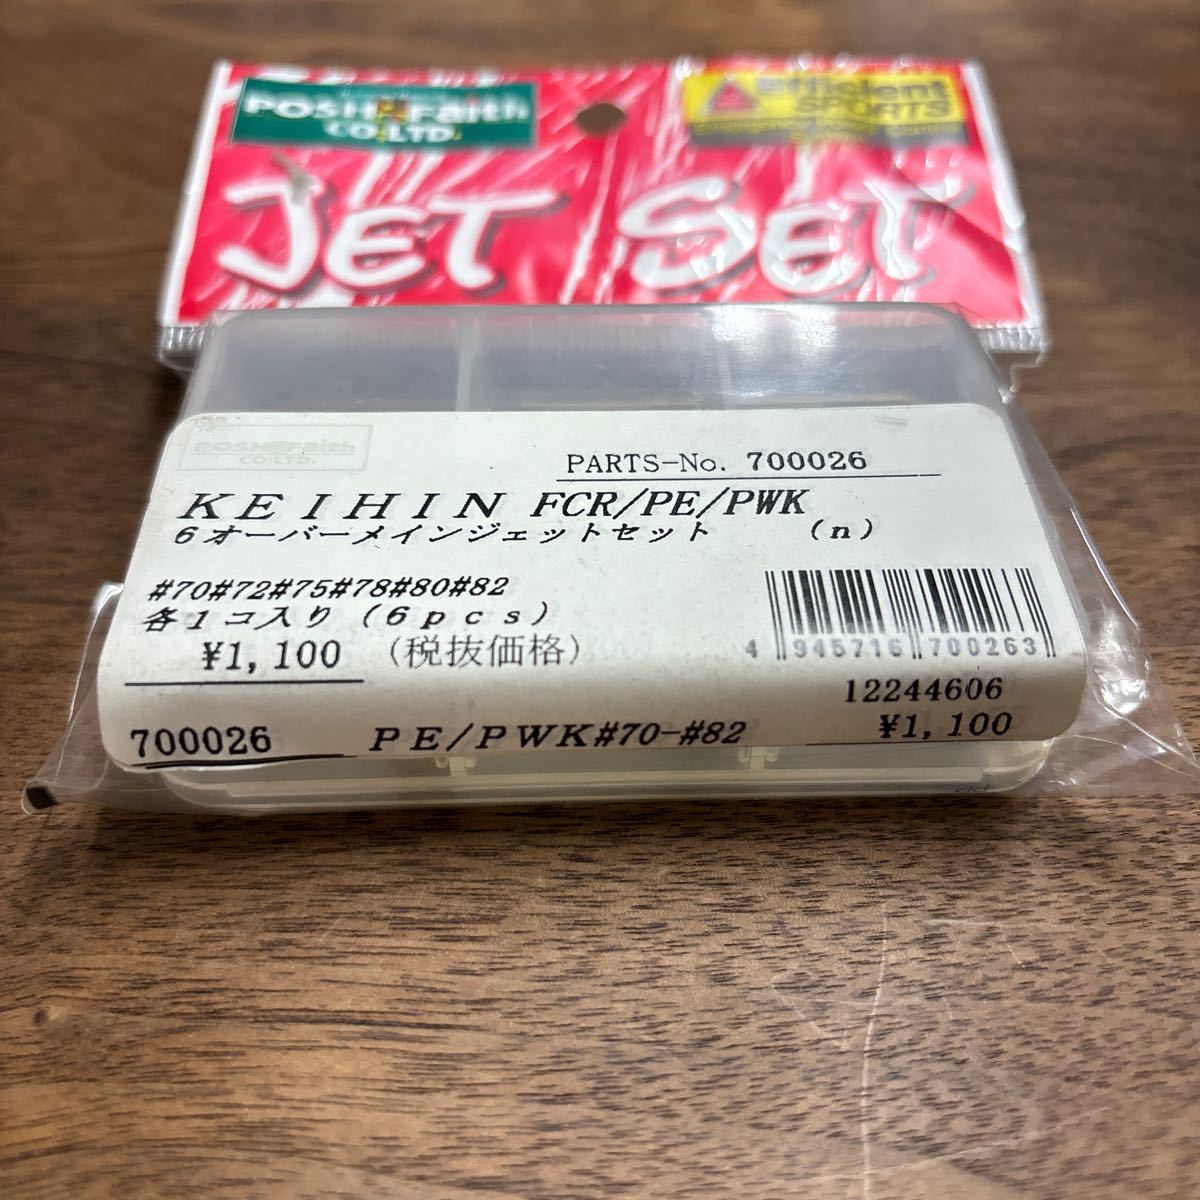 POSH Faith
CO.,LTD.
Efficient
SPORTS
JET SET
POSH Faith
CO.,LTD.
PARTS-No. 700026
KEIHIN FCR/PE/PWK
6オーバーメインジェットセット (n)
#70#72#75#78#80#82
各1コ入り (6pcs)
¥1,100 (税抜価格)
4 945716 700263
12244606
700026 PE/PWK#70-#82 ¥1,100